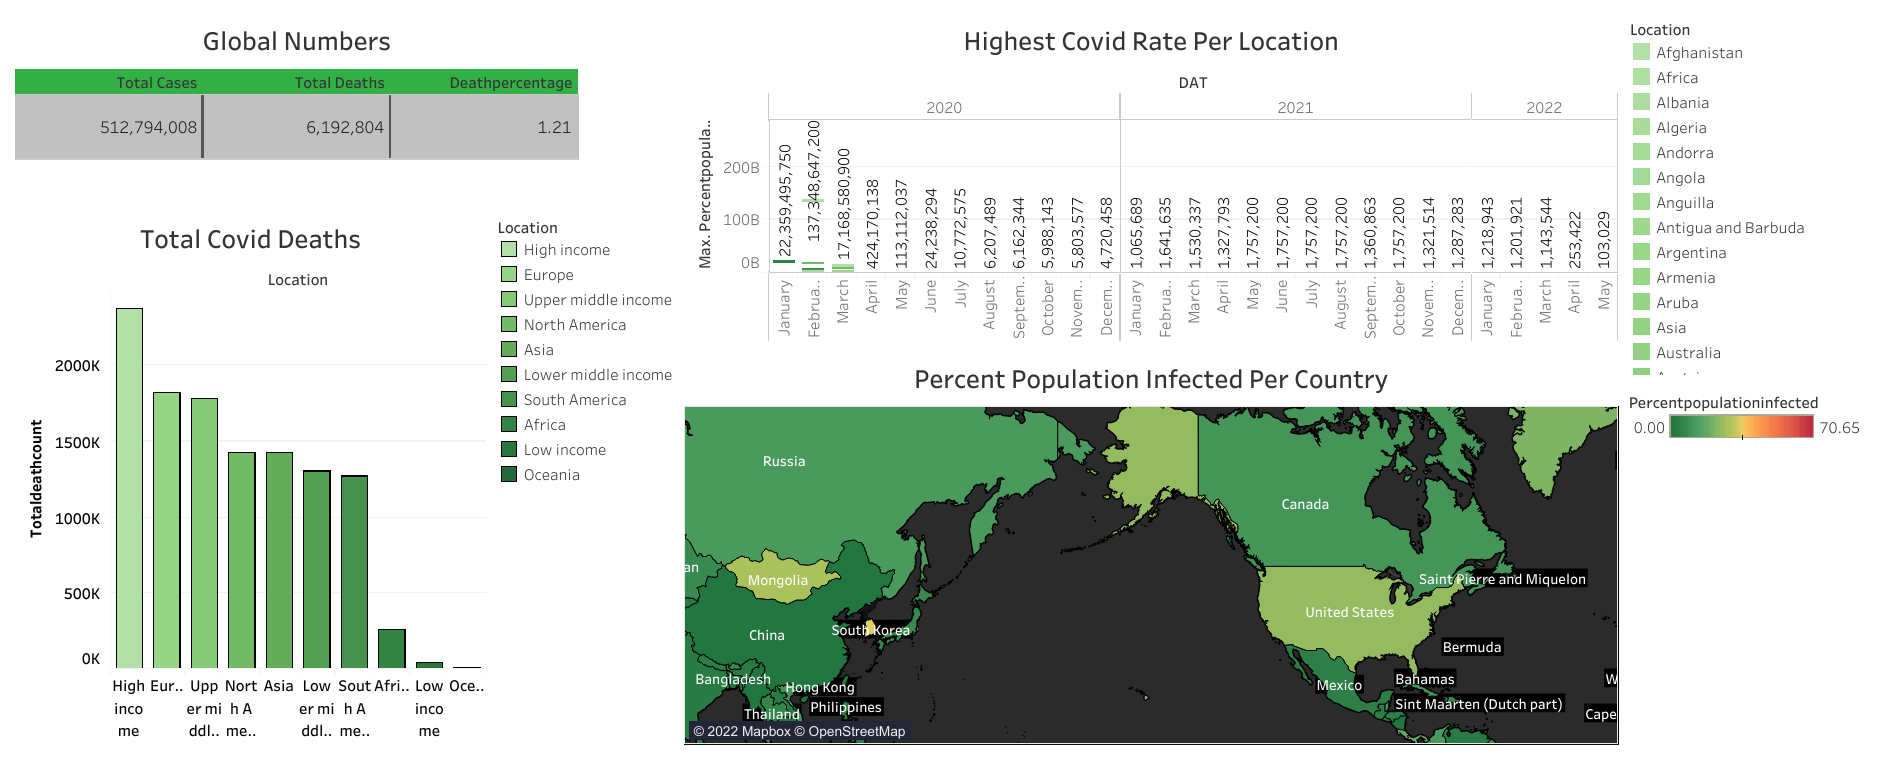 Global Numbers
Total Cases Total Deaths Deathpercentage
512,794,008 6,192,804 1.21
Total Covid Deaths
Location
Totaldeathcount
2000K
1500K
1000K
500K
0K
High inco me
Eur..
Upp er mi ddl..
Nort h A me..
Asia
Low er mi ddl..
Sout h A me..
Afri..
Low inco me
Oce..
Location
High income
Europe
Upper middle income
North America
Asia
Lower middle income
South America
Africa
Low income
Oceania
Highest Covid Rate Per Location
DAT
2020 2021 2022
Max. Percentpopula..
200B
100B
0B
22,359,495,750
137,348,647,200
17,168,580,900
424,170,138
113,112,037
24,238,294
10,772,575
6,207,489
6,162,344
5,988,143
5,803,577
4,720,458
1,065,689
1,641,635
1,530,337
1,327,793
1,757,200
1,757,200
1,757,200
1,757,200
1,360,863
1,757,200
1,321,514
1,287,283
1,218,943
1,201,921
1,143,544
253,422
103,029
January
Februa..
March
April
May
June
July
August
Septem..
October
Novem..
Decem..
January
Februa..
March
April
May
June
July
August
Septem..
October
Novem..
Decem..
January
Februa..
March
April
May
Location
Afghanistan
Africa
Albania
Algeria
Andorra
Angola
Anguilla
Antigua and Barbuda
Argentina
Armenia
Aruba
Asia
Australia
Percentpopulationinfected
0.00 70.65
Percent Population Infected Per Country
Russia
Canada
an
Mongolia
Saint Pierre and Miquelon
United States
South Korea
China
Bermuda
Bangladesh
Hong Kong
Mexico
Bahamas
W
Philippines
Thailand
Sint Maarten (Dutch part)
Cape
© 2022 Mapbox © OpenStreetMap